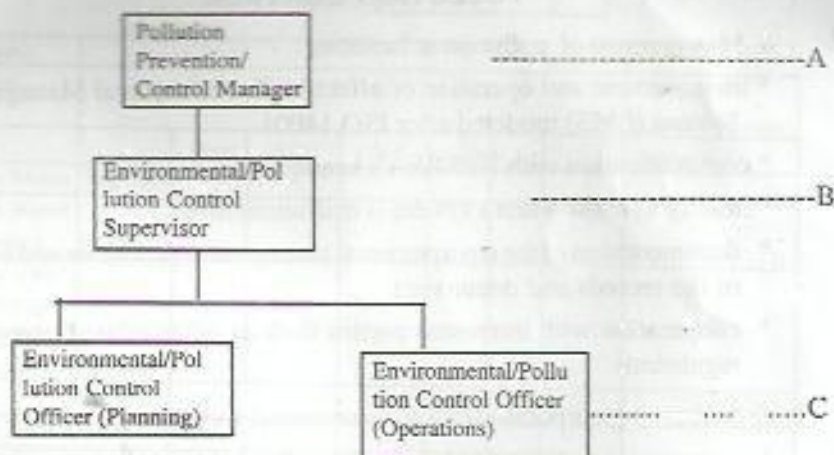 Pollution
Prevention/
Control Manager
A
Environmental/Pol
lution Control
Supervisor
B
Environmental/Pol
lution Control
Officer (Planning)
Environmental/Pollu
tion Control Officer
(Operations)
C